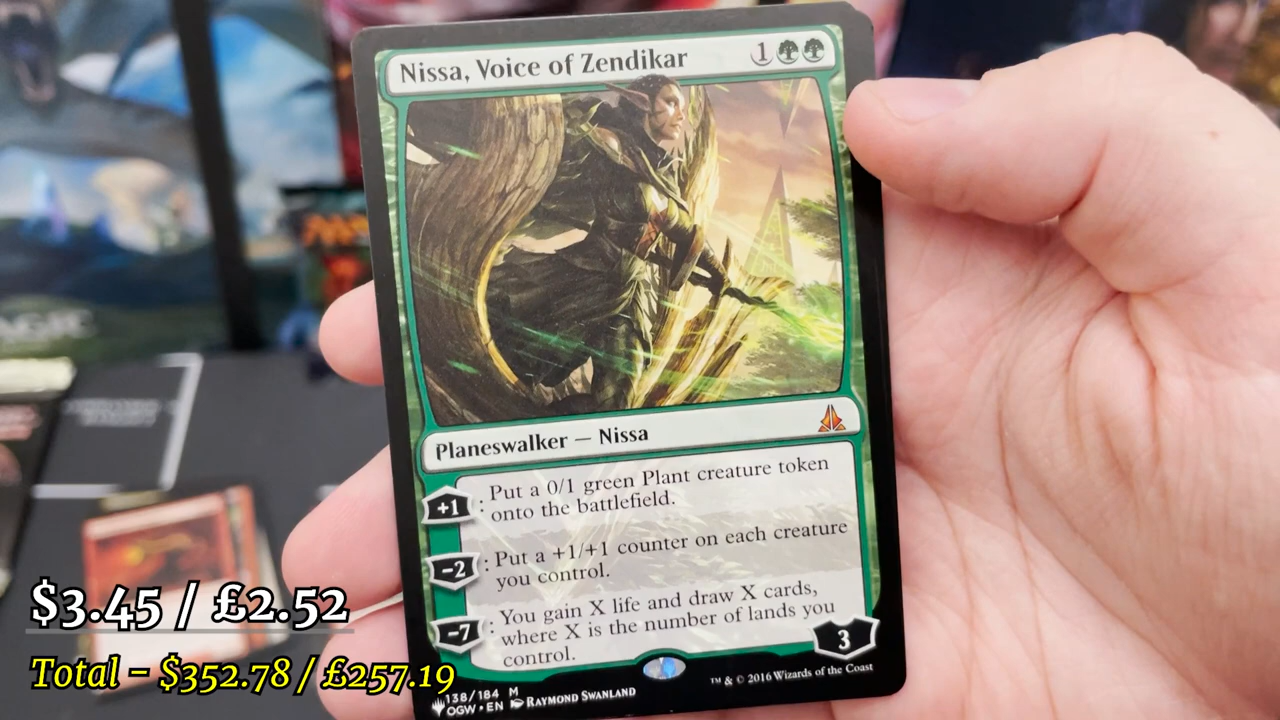 Nissa, Voice of Zendikar 1
Planeswalker — Nissa
+1 : Put a 0/1 green Plant creature token
onto the battlefield.
-2 : Put a +1/+1 counter on each creature
you control.
-7 : You gain X life and draw X cards,
where X is the number of lands you
control.
3
138/184 M
OGW • EN RAYMOND SWANLAND
™ & © 2016 Wizards of the Coast
$3.45 / £2.52
Total - $352.78 / £257.19